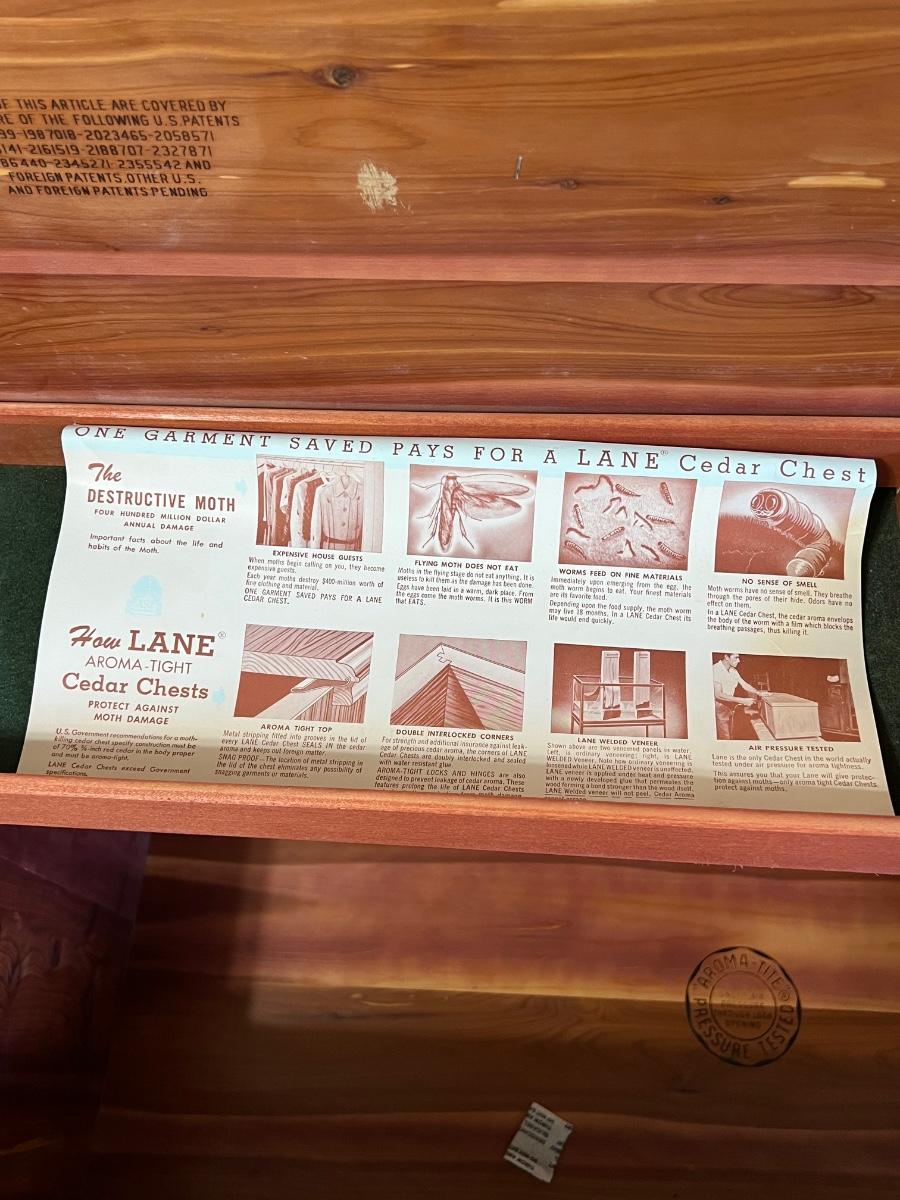 F THIS ARTICLE ARE COVERED BY
RE OF THE FOLLOWING U.S. PATENTS
99-1987018-2023465-2058571
141-2161519-2188707-2327871
86440-2345271-2355542 AND
FOREIGN PATENTS. OTHER U.S.
AND FOREIGN PATENTS PENDING
ONE GARMENT SAVED PAYS FOR A LANE® Cedar Chest
The
DESTRUCTIVE MOTH
FOUR HUNDRED MILLION DOLLAR
ANNUAL DAMAGE
Important facts about the life and
habits of the Moth.
EXPENSIVE HOUSE GUESTS
When moths begin calling on you, they become
expensive guests.
Each year moths destroy $400-million worth of
fine clothing and material.
ONE GARMENT SAVED PAYS FOR A LANE
CEDAR CHEST.
FLYING MOTH DOES NOT EAT
Moths in the flying stage do not eat anything. It is
useless to kill them as the damage has been done.
Eggs have been laid in a warm, dark place. From
the eggs come the moth worms. It is this WORM
that EATS.
WORMS FEED ON FINE MATERIALS
Immediately upon emerging from the egg, the
moth worm begins to eat. Your finest materials
are its favorite food.
Depending upon the food supply, the moth worm
may live 18 months. In a LANE Cedar Chest its
life would end quickly.
NO SENSE OF SMELL
Moth worms have no sense of smell. They breathe
through the pores of their hide. Odors have no
effect on them.
In a LANE Cedar Chest, the cedar aroma envelops
the body of the worm with a film which blocks the
breathing passages, thus killing it.
How LANE®
AROMA-TIGHT
Cedar Chests
PROTECT AGAINST
MOTH DAMAGE
U.S. Government recommendations for a moth-
killing cedar chest specify construction must be
of 70% ¾-inch red cedar in the body proper
and must be aroma-tight.
LANE Cedar Chests exceed Government
specifications.
AROMA TIGHT TOP
Metal stripping fitted into grooves in the lid of
every LANE Cedar Chest SEALS IN the cedar
aroma and keeps out foreign matter.
SNAG PROOF—The location of metal stripping in
the lid of the chest eliminates any possibility of
snagging garments or materials.
DOUBLE INTERLOCKED CORNERS
For strength and additional insurance against leak-
age of precious cedar aroma, the corners of LANE
Cedar Chests are doubly interlocked and sealed
with water resistant glue.
AROMA-TIGHT LOCKS AND HINGES are also
designed to prevent leakage of cedar aroma. These
features prolong the life of LANE Cedar Chests
LANE WELDED VENEER
Shown above are two veneered panels in water.
Left, is ordinary veneering; right, is LANE
WELDED Veneer. Note how ordinary veneering is
loosened while LANE WELDED veneer is unaffected.
LANE veneer is applied under heat and pressure
with a newly developed glue that permeates the
wood forming a bond stronger than the wood itself.
LANE Welded veneer will not peel. Cedar Aroma
AIR PRESSURE TESTED
Lane is the only Cedar Chest in the world actually
tested under air pressure for aroma tightness.
This assures you that your Lane will give protec-
tion against moths—only aroma tight Cedar Chests
protect against moths.
AROMA-TITE®
THROUGH LOCK
OPENING
PRESSURE TESTED